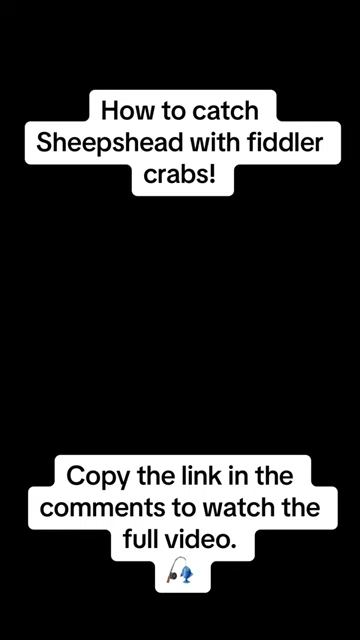 How to catch
Sheepshead with fiddler
crabs!
Copy the link in the
comments to watch the
full video.
🎣